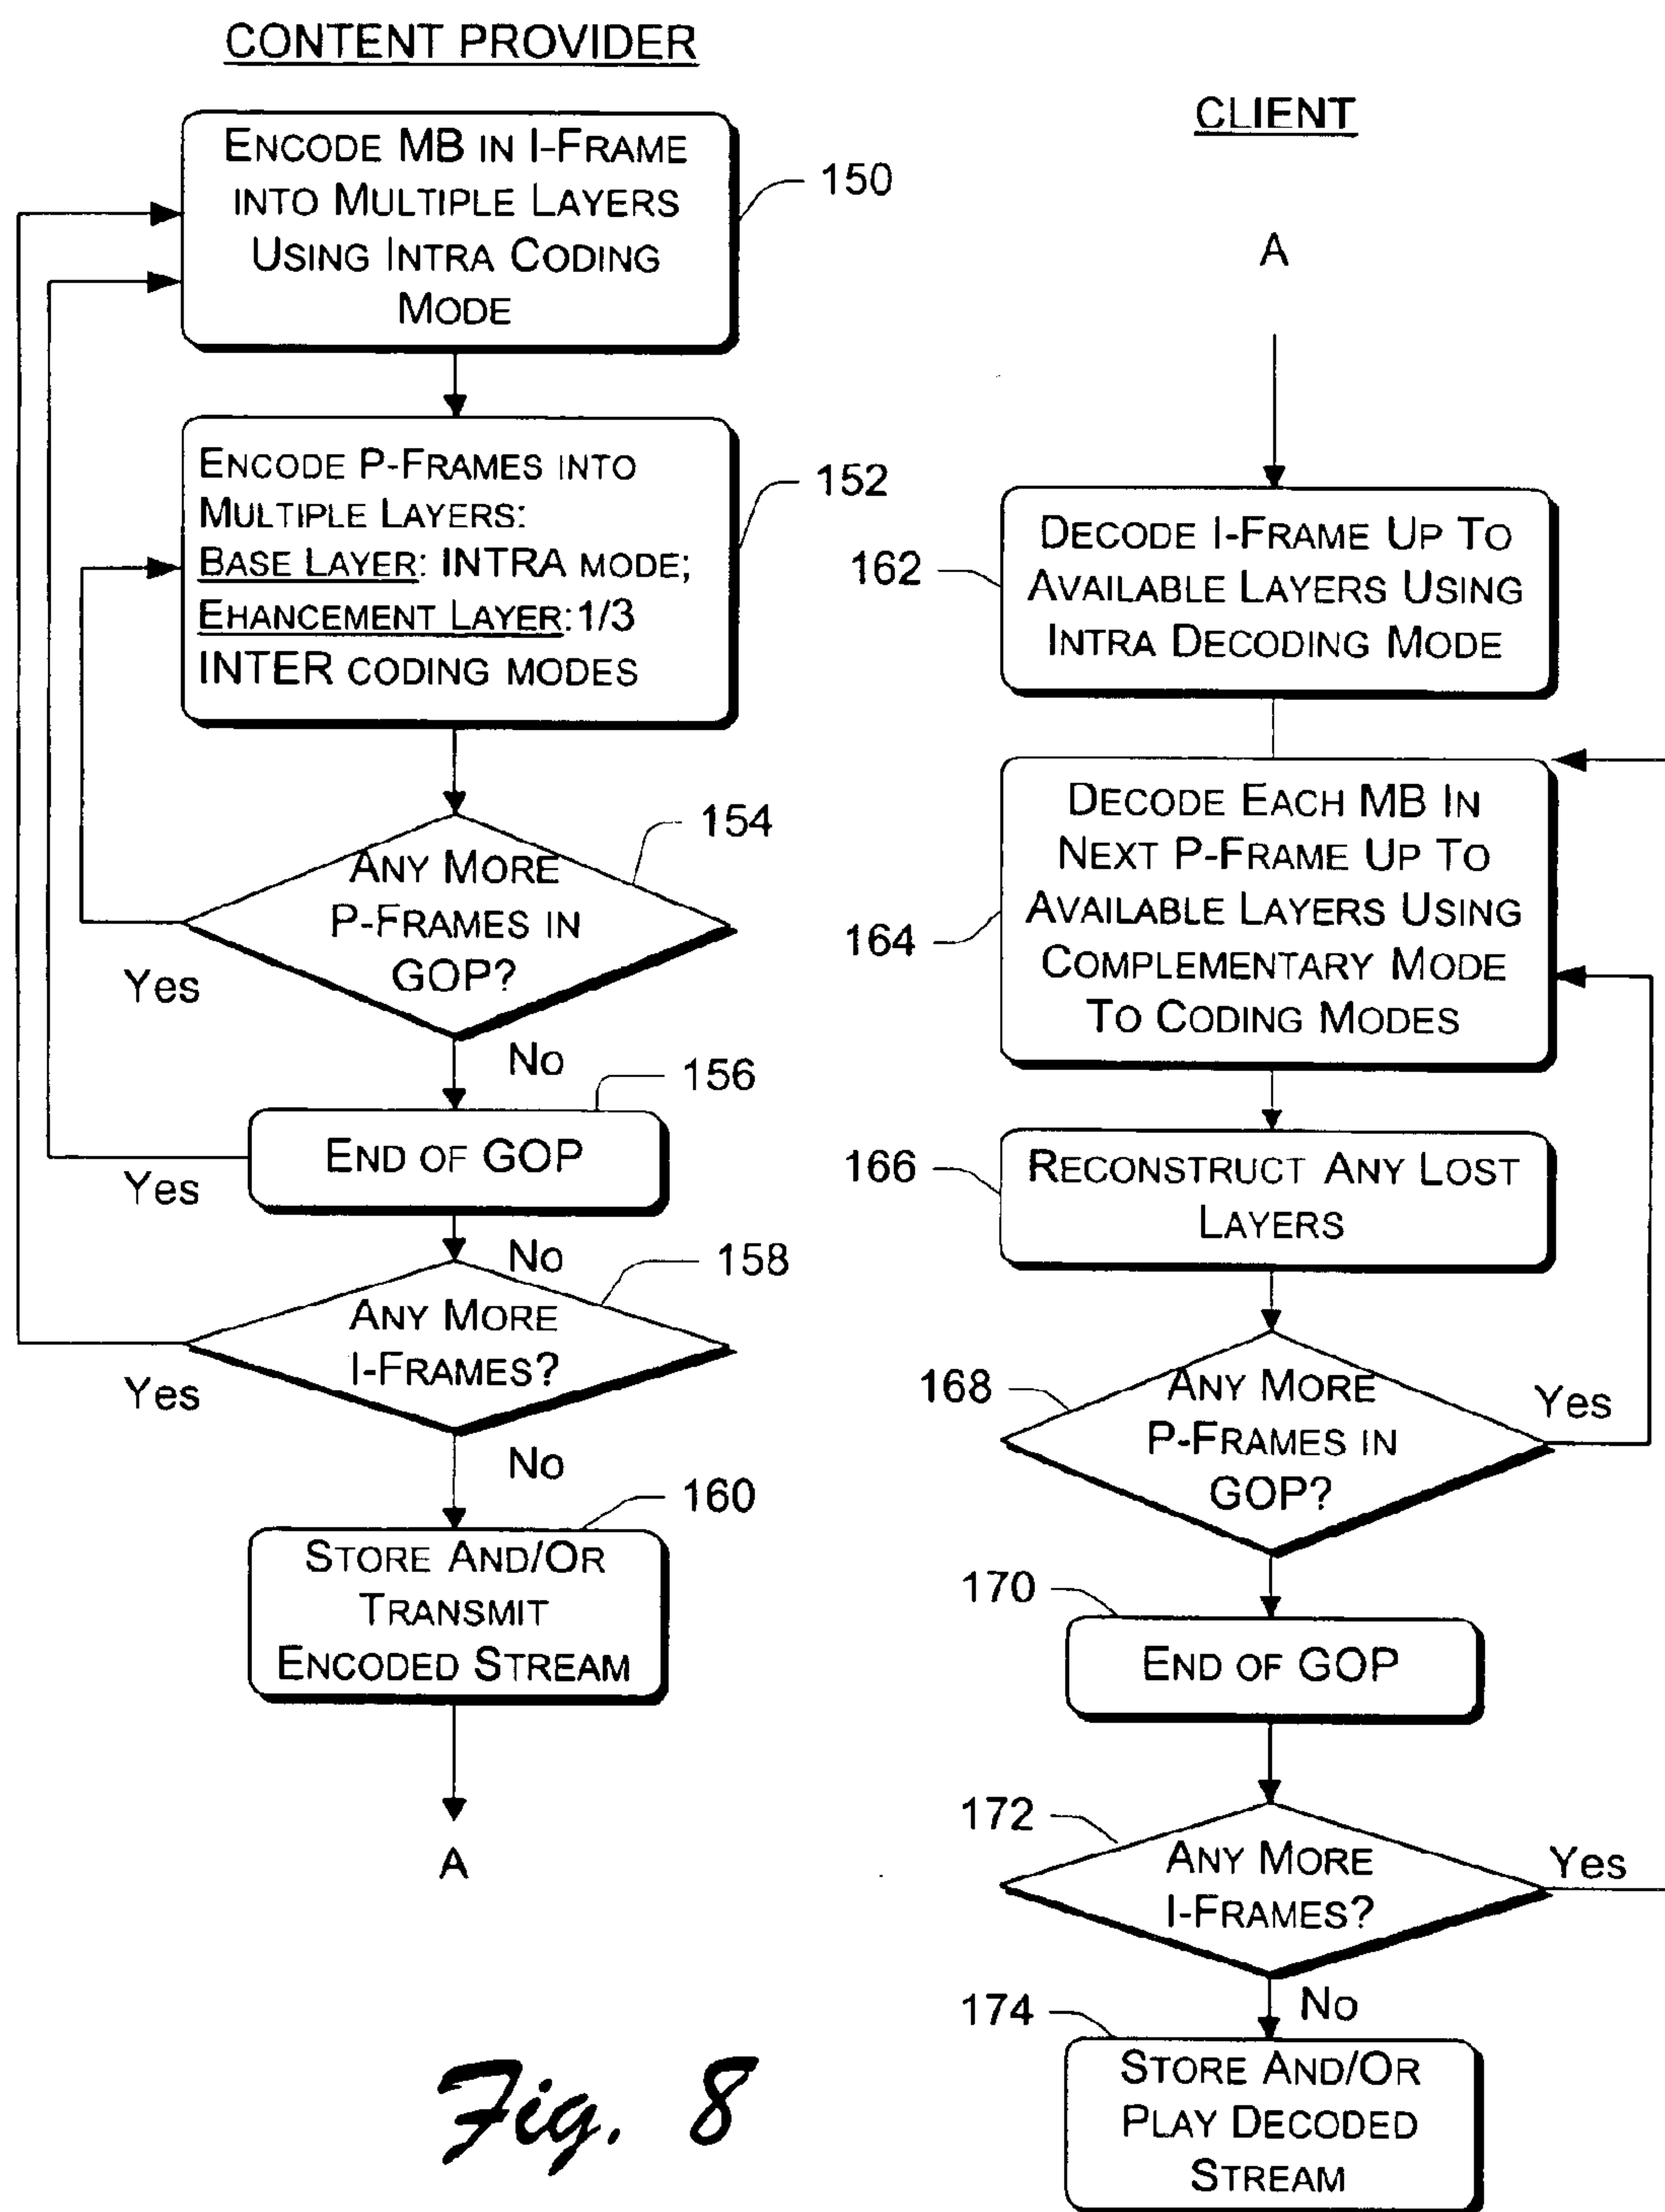 CONTENT PROVIDER
ENCODE MB IN I-FRAME
INTO MULTIPLE LAYERS
USING INTRA CODING
MODE
150
ENCODE P-FRAMES INTO
MULTIPLE LAYERS:
BASE LAYER: INTRA MODE;
EHANCEMENT LAYER:1/3
INTER CODING MODES
152
ANY MORE
P-FRAMES IN
GOP?
154
Yes
No
156
END OF GOP
Yes
No
158
ANY MORE
I-FRAMES?
Yes
No
160
STORE AND/OR
TRANSMIT
ENCODED STREAM
A
CLIENT
A
162
DECODE I-FRAME UP TO
AVAILABLE LAYERS USING
INTRA DECODING MODE
164
DECODE EACH MB IN
NEXT P-FRAME UP TO
AVAILABLE LAYERS USING
COMPLEMENTARY MODE
TO CODING MODES
166
RECONSTRUCT ANY LOST
LAYERS
168
ANY MORE
P-FRAMES IN
GOP?
Yes
170
END OF GOP
172
ANY MORE
I-FRAMES?
Yes
No
174
STORE AND/OR
PLAY DECODED
STREAM
Fig. 8